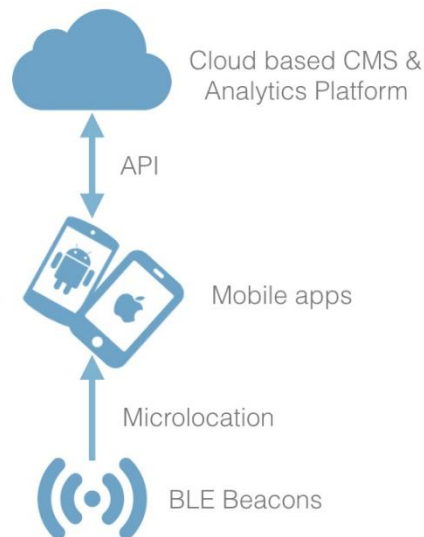 Cloud based CMS &
Analytics Platform
API
Mobile apps
Microlocation
BLE Beacons